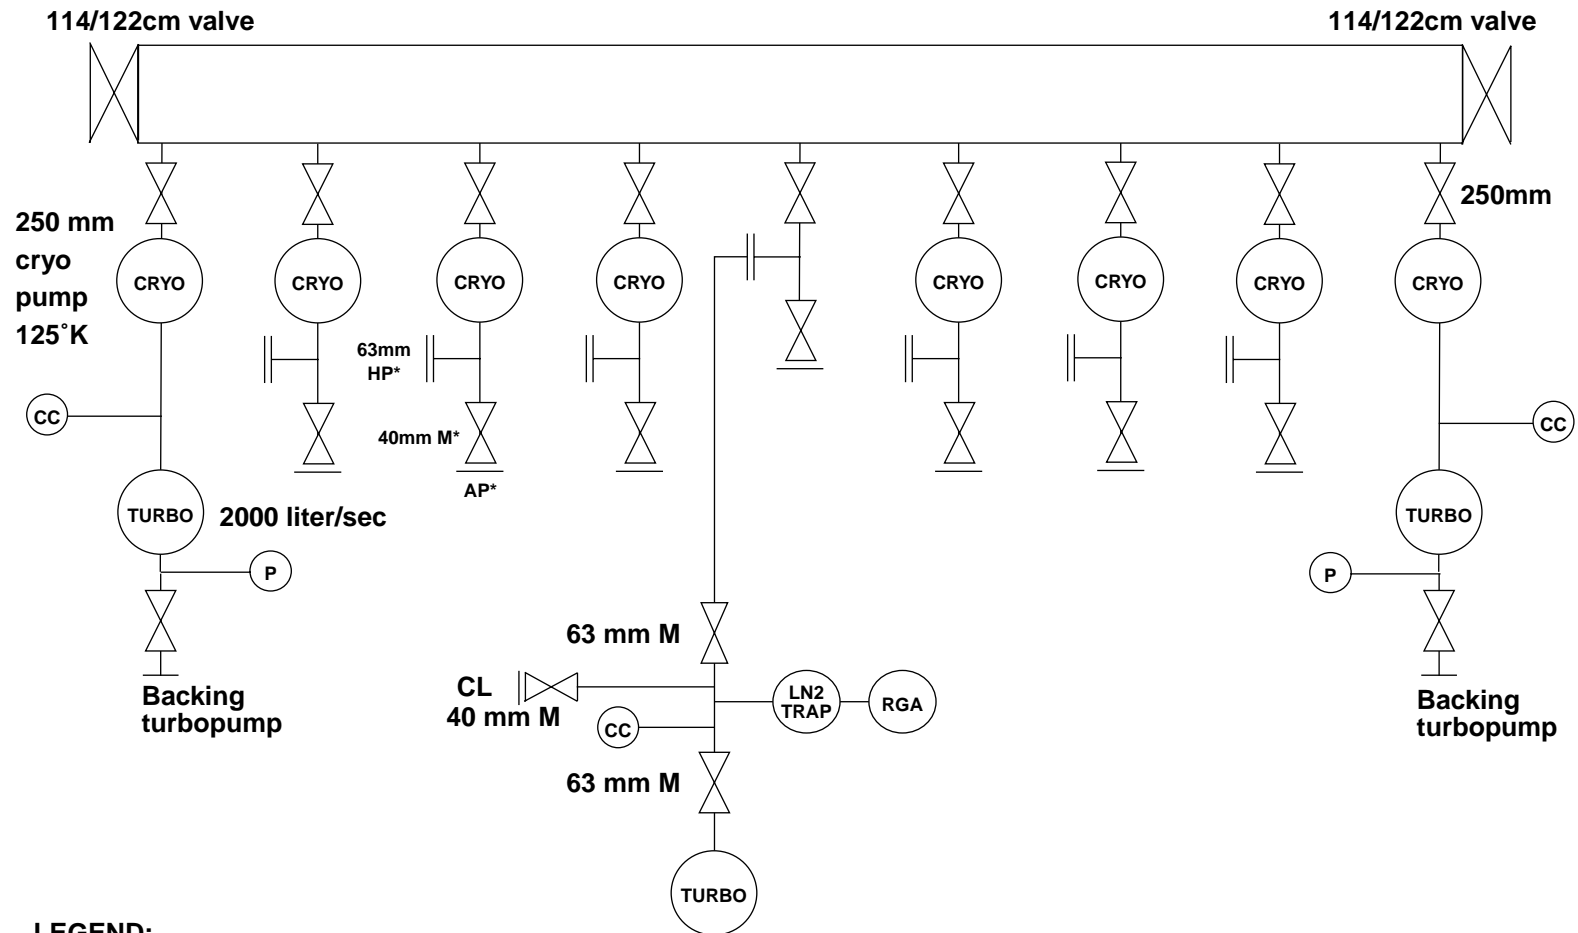 114/122cm valve
114/122cm valve
250 mm
cryo
pump
125˚K
250mm
CRYO
CRYO
CRYO
CRYO
CRYO
CRYO
CRYO
CRYO
63mm
HP*
40mm M*
AP*
CC
CC
TURBO
2000 liter/sec
TURBO
P
P
Backing
turbopump
63 mm M
CL
40 mm M
LN2
TRAP
RGA
CC
63 mm M
TURBO
Backing
turbopump
LEGEND: